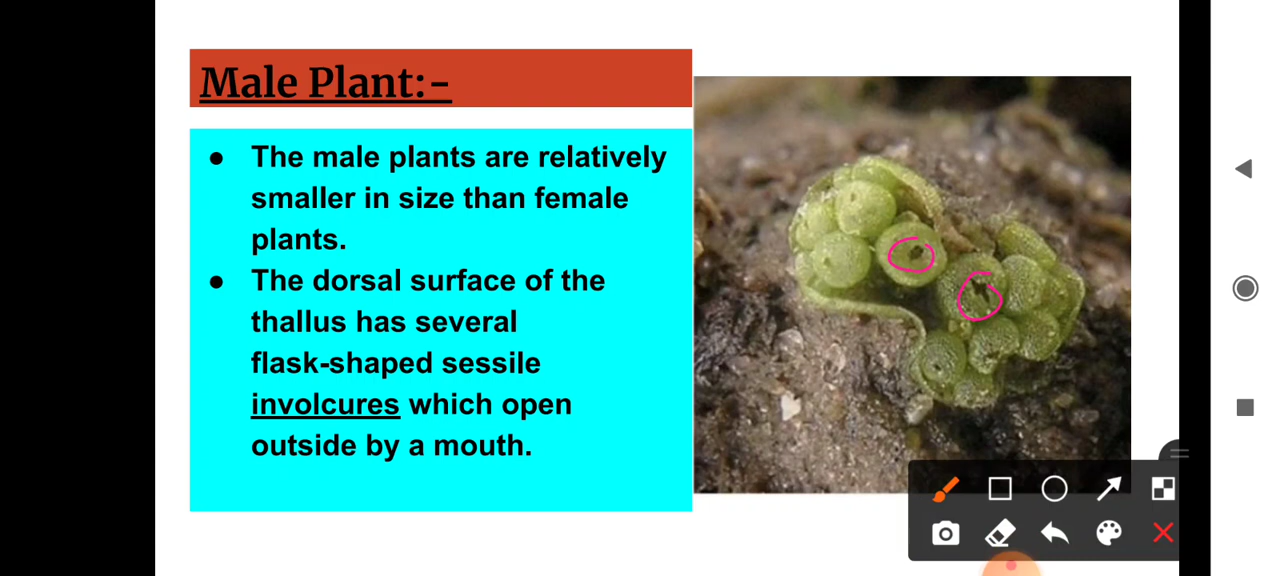 Male Plant:-
● The male plants are relatively
smaller in size than female
plants.
● The dorsal surface of the
thallus has several
flask-shaped sessile
involcures which open
outside by a mouth.